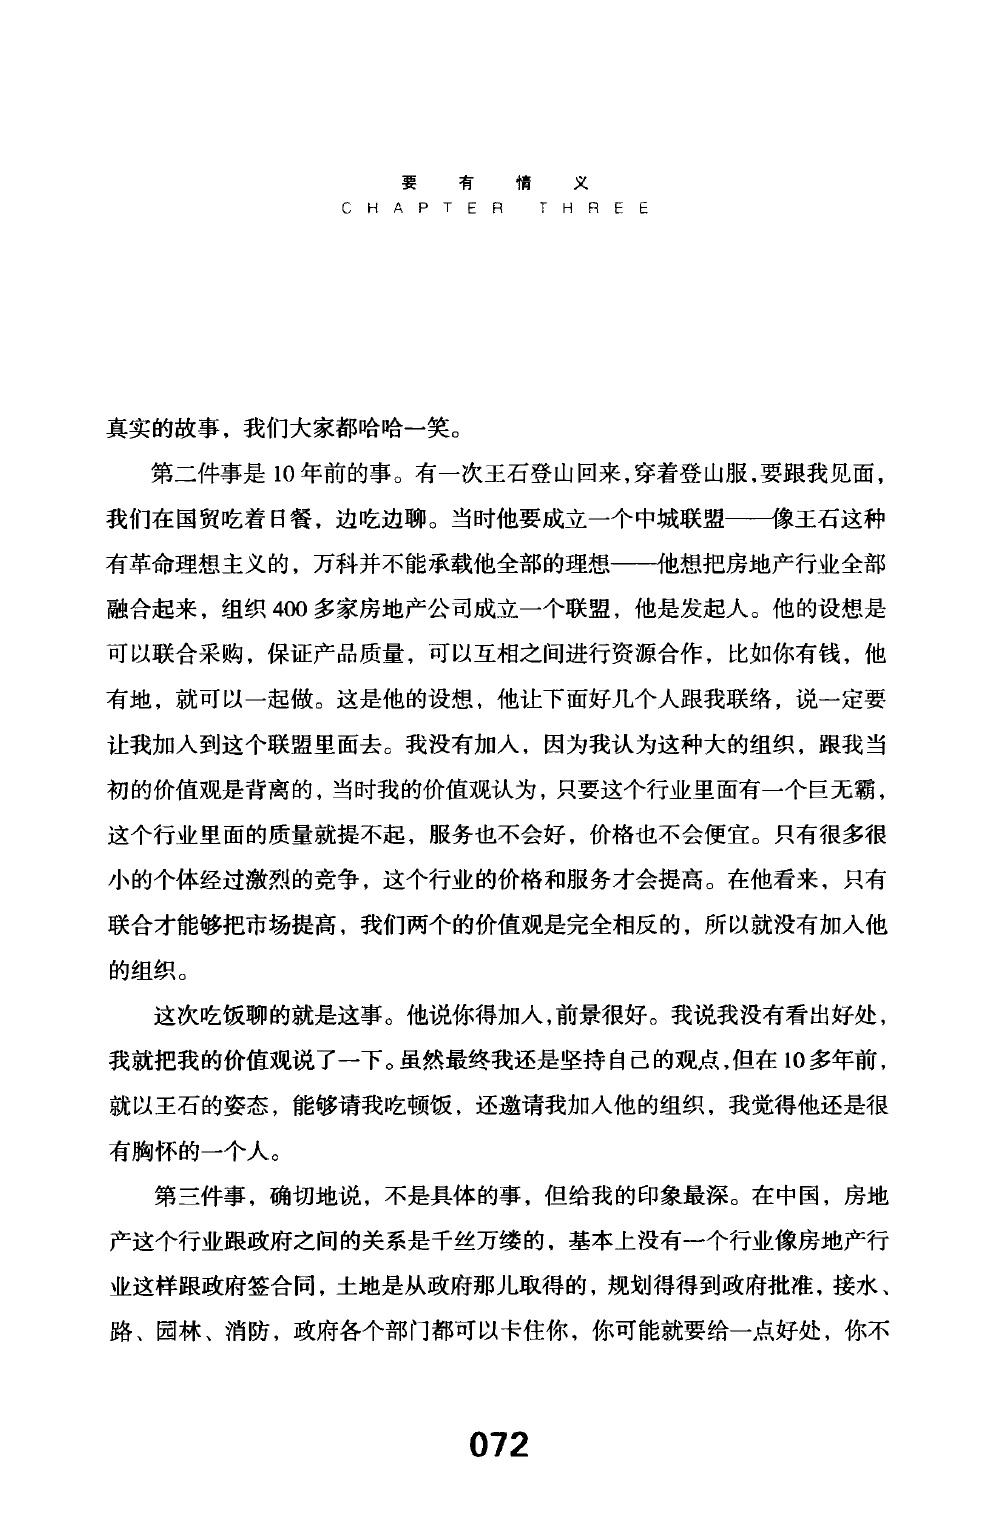 要有情义
CHAPTER THREE
真实的故事，我们大家都哈哈一笑。
第二件事是10年前的事。有一次王石登山回来，穿着登山服，要跟我见面，
我们在国贸吃着日餐，边吃边聊。当时他要成立一个中城联盟——像王石这种
有革命理想主义的，万科并不能承载他全部的理想——他想把房地产行业全部
融合起来，组织400多家房地产公司成立一个联盟，他是发起人。他的设想是
可以联合采购，保证产品质量，可以互相之间进行资源合作，比如你有钱，他
有地，就可以一起做。这是他的设想，他让下面好几个人跟我联络，说一定要
让我加入到这个联盟里面去。我没有加入，因为我认为这种大的组织，跟我当
初的价值观是背离的，当时我的价值观认为，只要这个行业里面有一个巨无霸，
这个行业里面的质量就提不起，服务也不会好，价格也不会便宜。只有很多很
小的个体经过激烈的竞争，这个行业的价格和服务才会提高。在他看来，只有
联合才能够把市场提高，我们两个的价值观是完全相反的，所以就没有加入他
的组织。
这次吃饭聊的就是这事。他说你得加入，前景很好。我说我没有看出好处，
我就把我的价值观说了一下。虽然最终我还是坚持自己的观点，但在10多年前，
就以王石的姿态，能够请我吃顿饭，还邀请我加入他的组织，我觉得他还是很
有胸怀的一个人。
第三件事，确切地说，不是具体的事，但给我的印象最深。在中国，房地
产这个行业跟政府之间的关系是千丝万缕的，基本上没有一个行业像房地产行
业这样跟政府签合同，土地是从政府那儿取得的，规划得得到政府批准，接水、
路、园林、消防，政府各个部门都可以卡住你，你可能就要给一点好处，你不
072